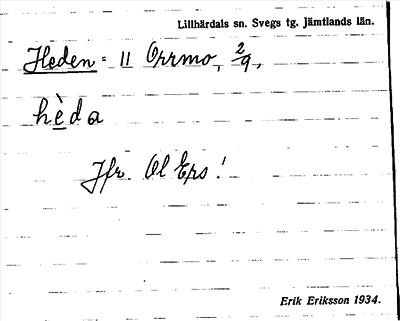 Lillhärdals sn. Svegs tg. Jämtlands län.
Heden = 11 Orrmo, 2/9,
hèda
Jfr. Ol Ers!
Erik Eriksson 1934.